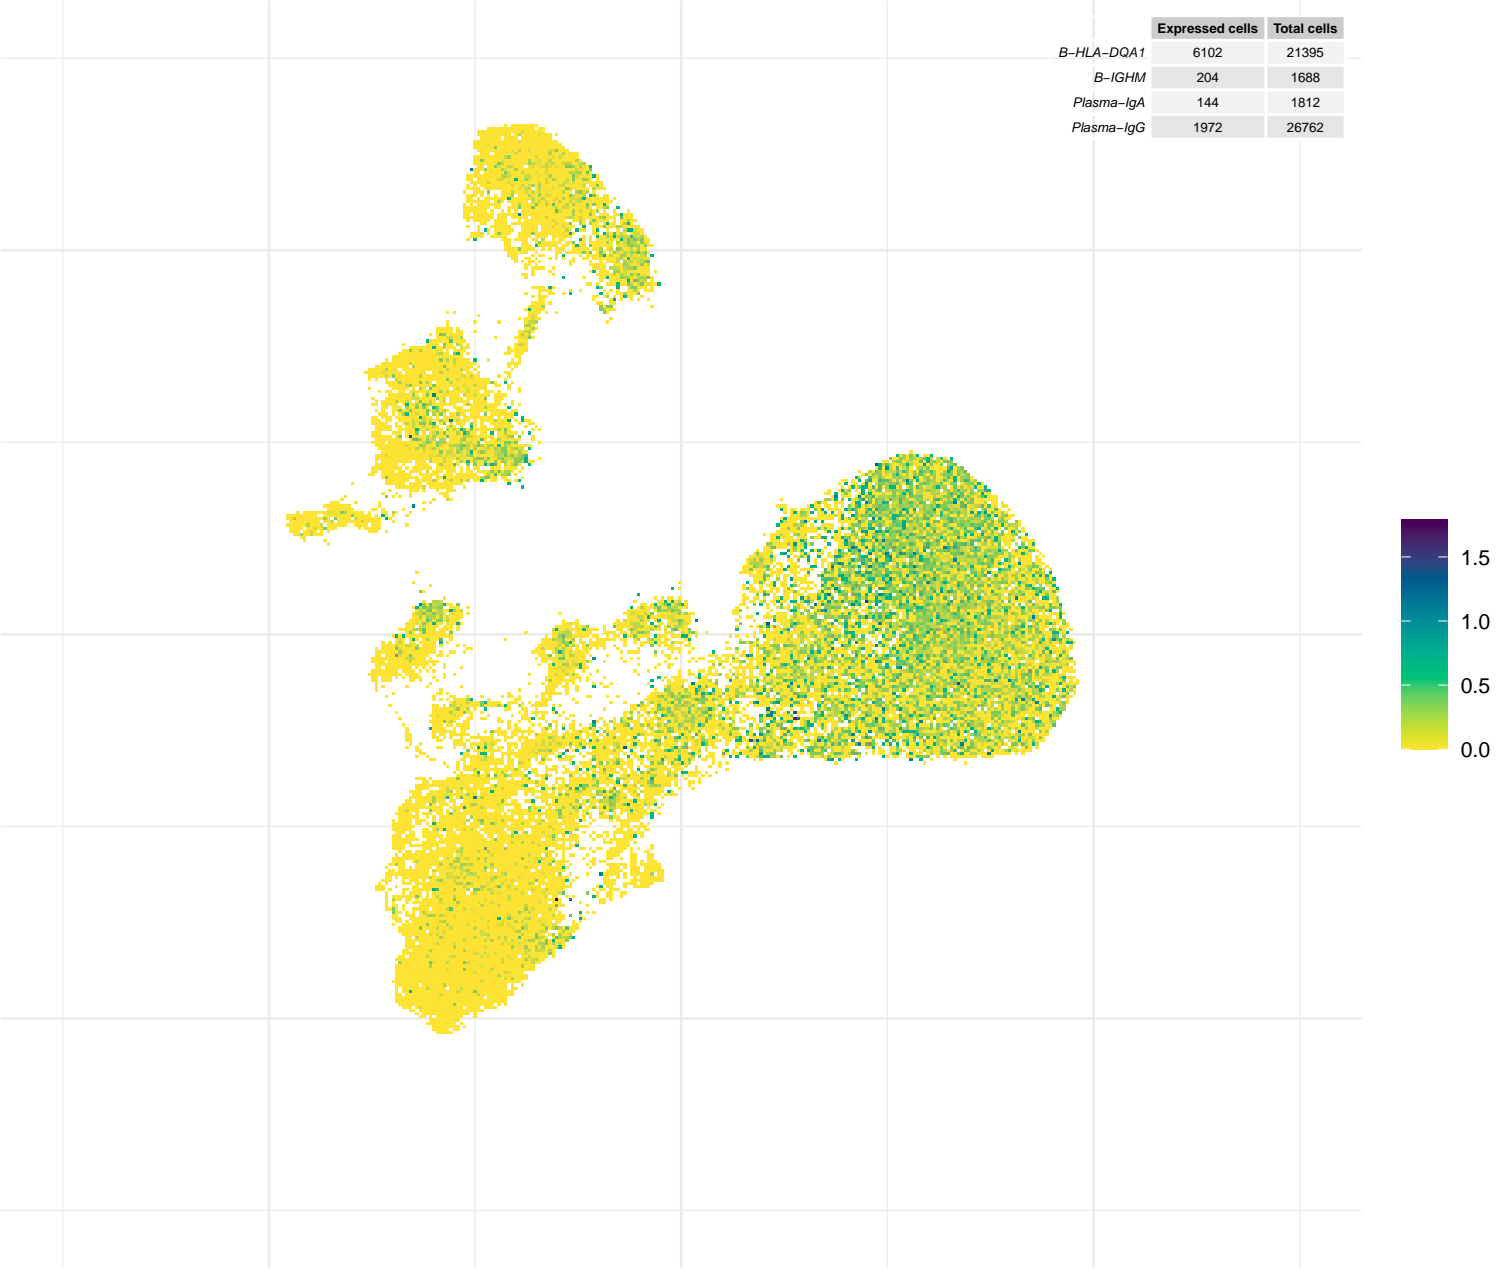 Expressed cells Total cells
B−HLA−DQA1 6102 21395
B−IGHM 204 1688
Plasma−IgA 144 1812
Plasma−IgG 1972 26762
1.5
1.0
0.5
0.0